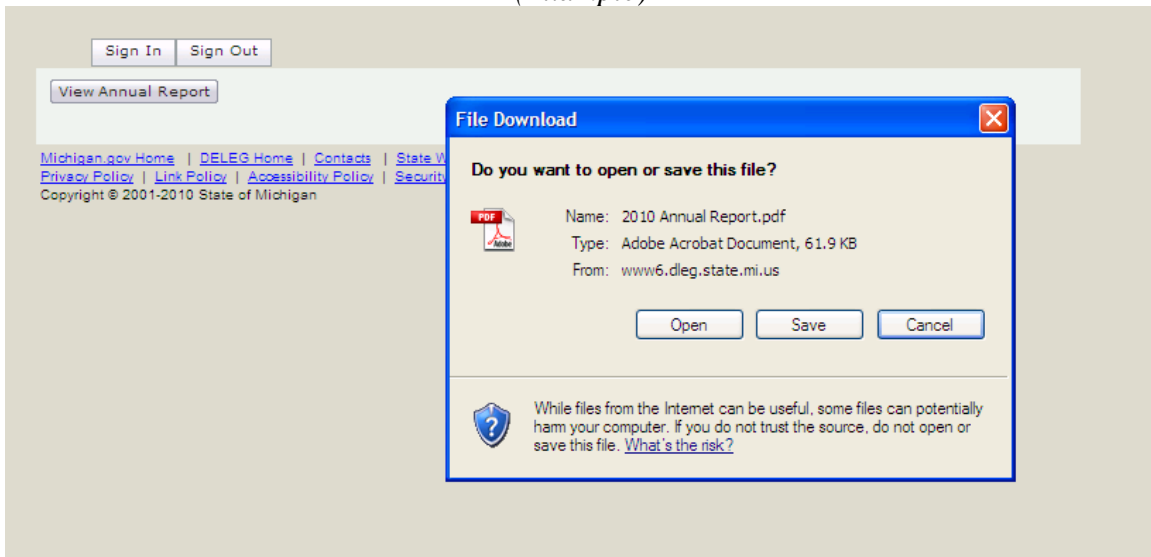 Sign In Sign Out
View Annual Report
Michigan.gov Home | DELEG Home | Contacts | State
Privacy Policy | Link Policy | Accessibility Policy | Security
Copyright © 2001-2010 State of Michigan
File Download
Do you want to open or save this file?
PDF
Adobe
Name: 2010 Annual Report.pdf
Type: Adobe Acrobat Document, 61.9 KB
From: www6.dleg.state.mi.us
Open Save Cancel
While files from the Internet can be useful, some files can potentially
harm your computer. If you do not trust the source, do not open or
save this file. What's the risk?